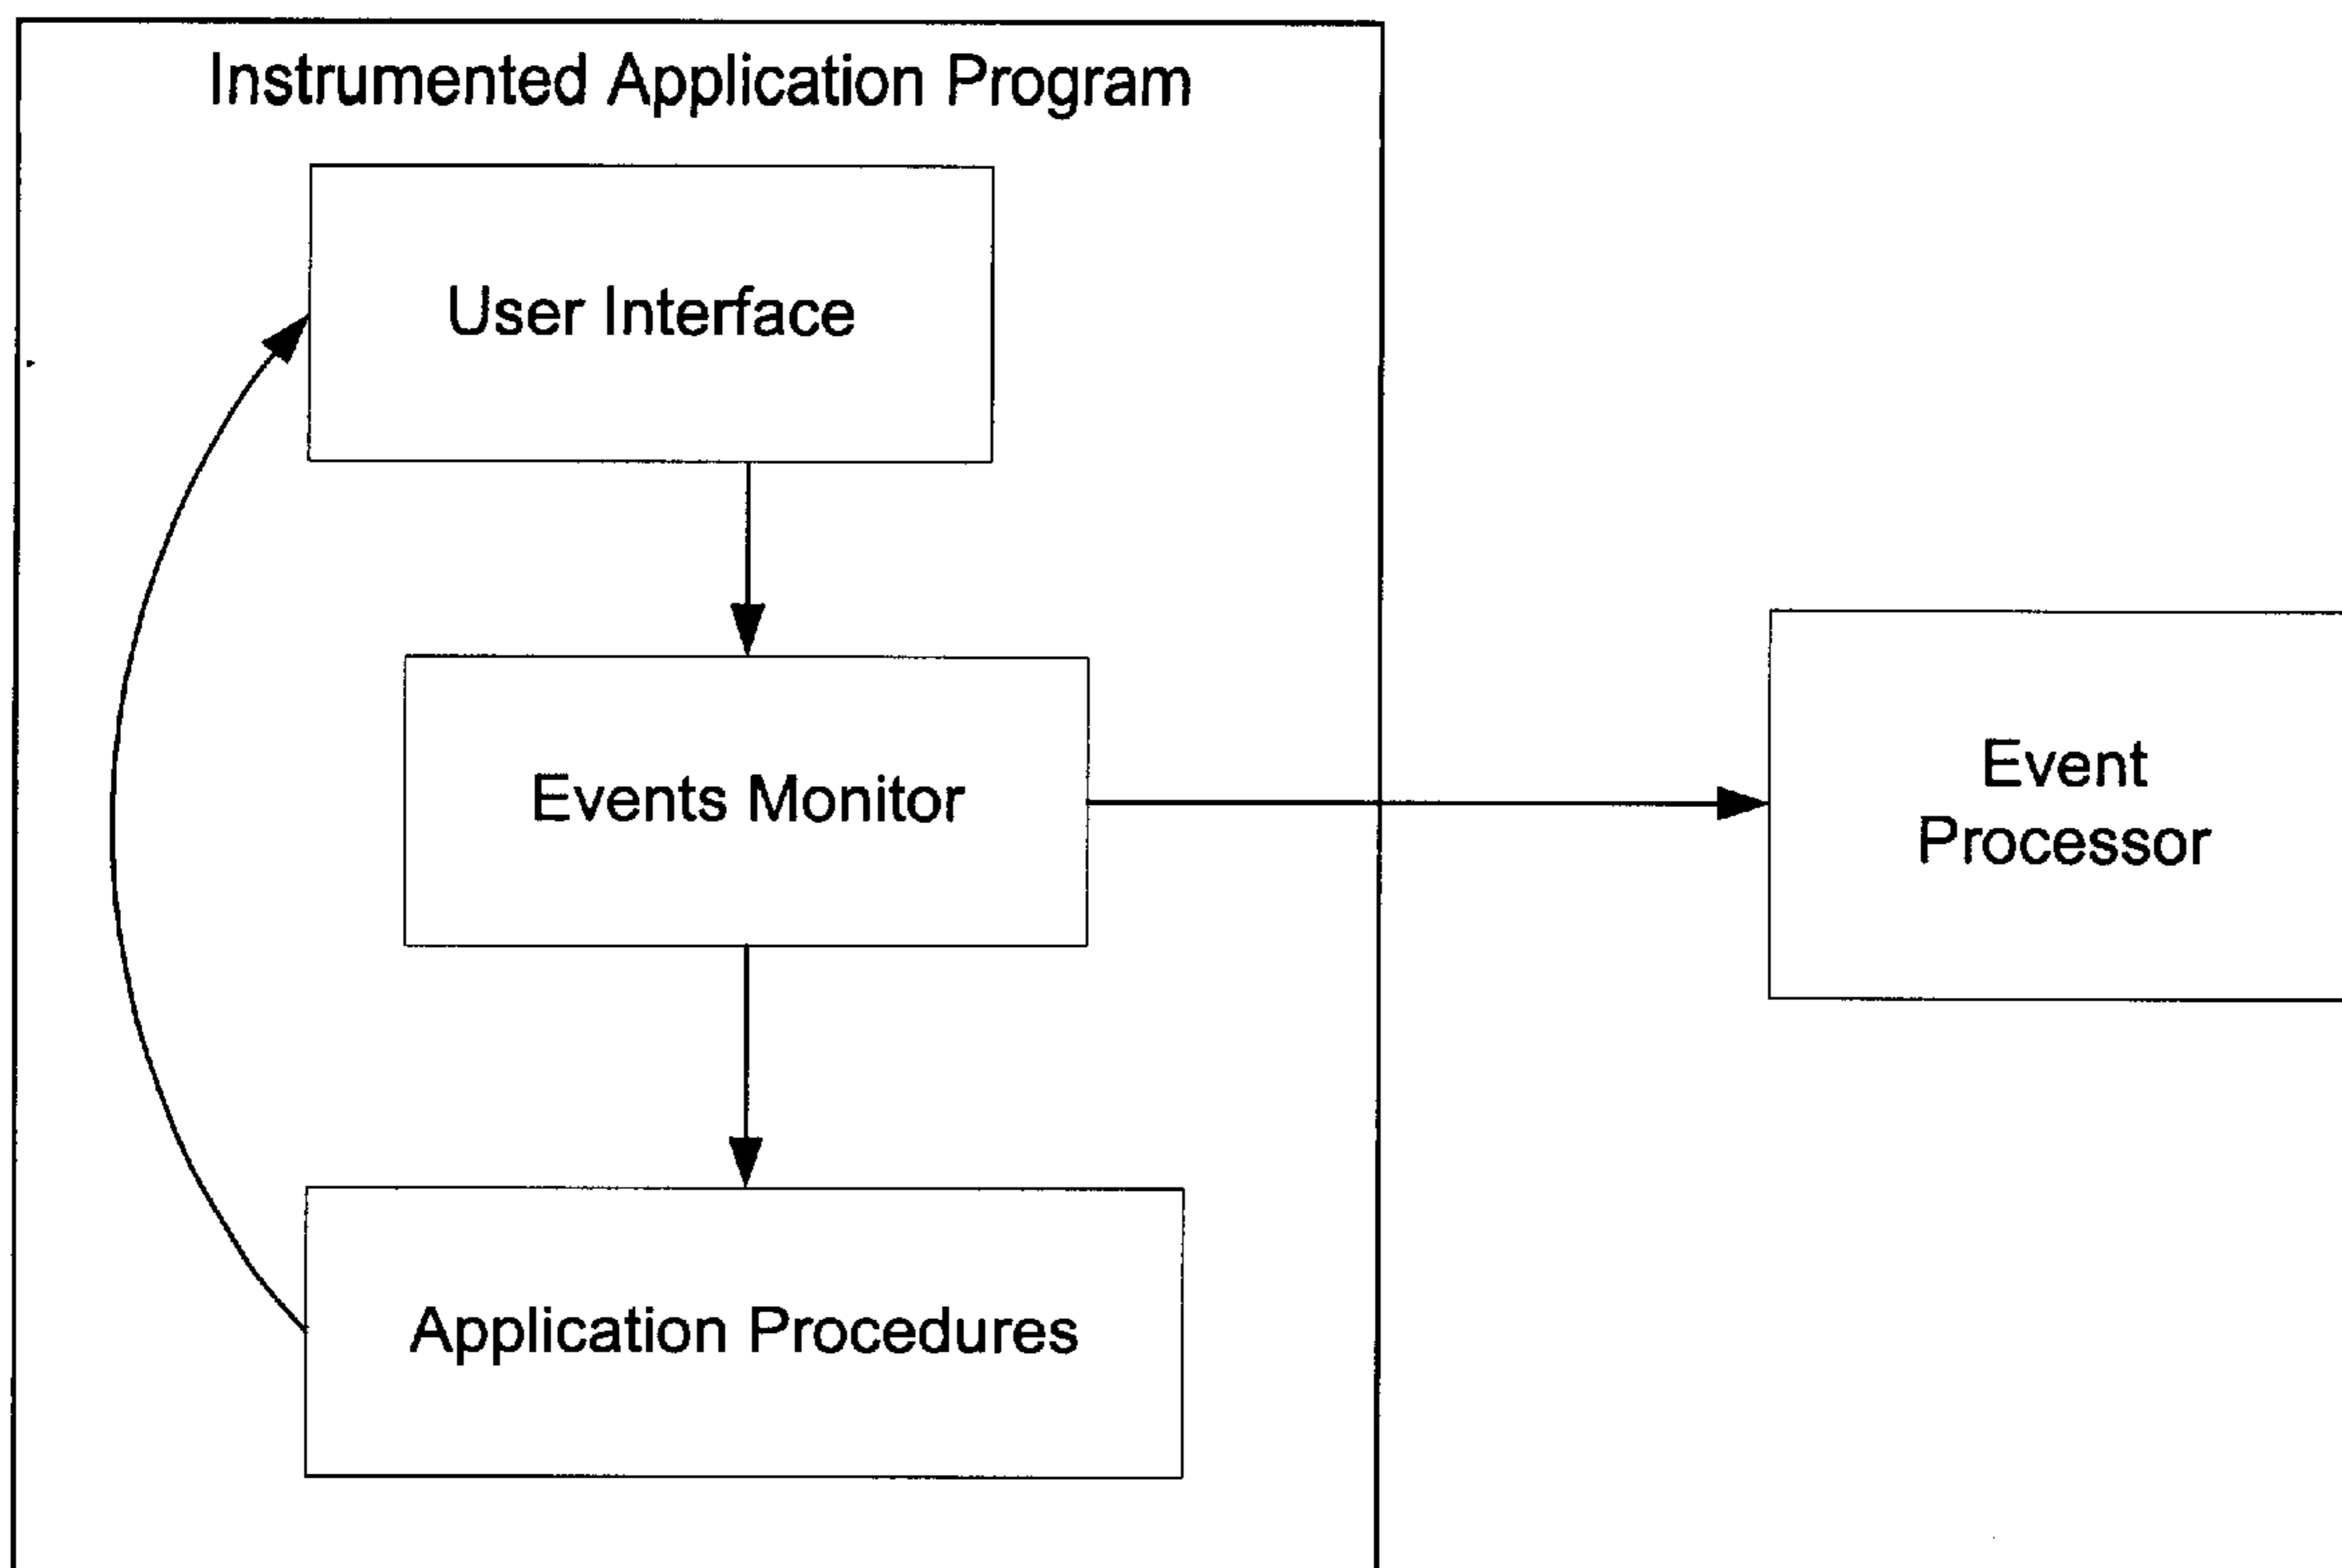 Instrumented Application Program
User Interface
Events Monitor
Event
Processor
Application Procedures